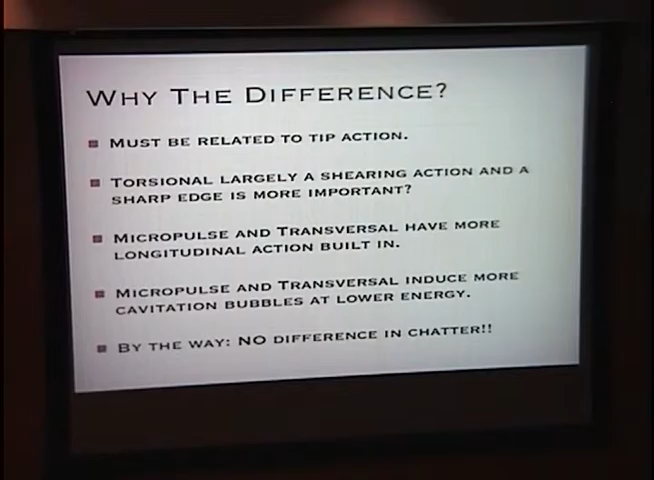 Why The Difference?
Must be related to tip action.
Torsional largely a shearing action and a
sharp edge is more important?
Micropulse and Transversal have more
longitudinal action built in.
Micropulse and Transversal induce more
cavitation bubbles at lower energy.
By the way: NO difference in chatter!!